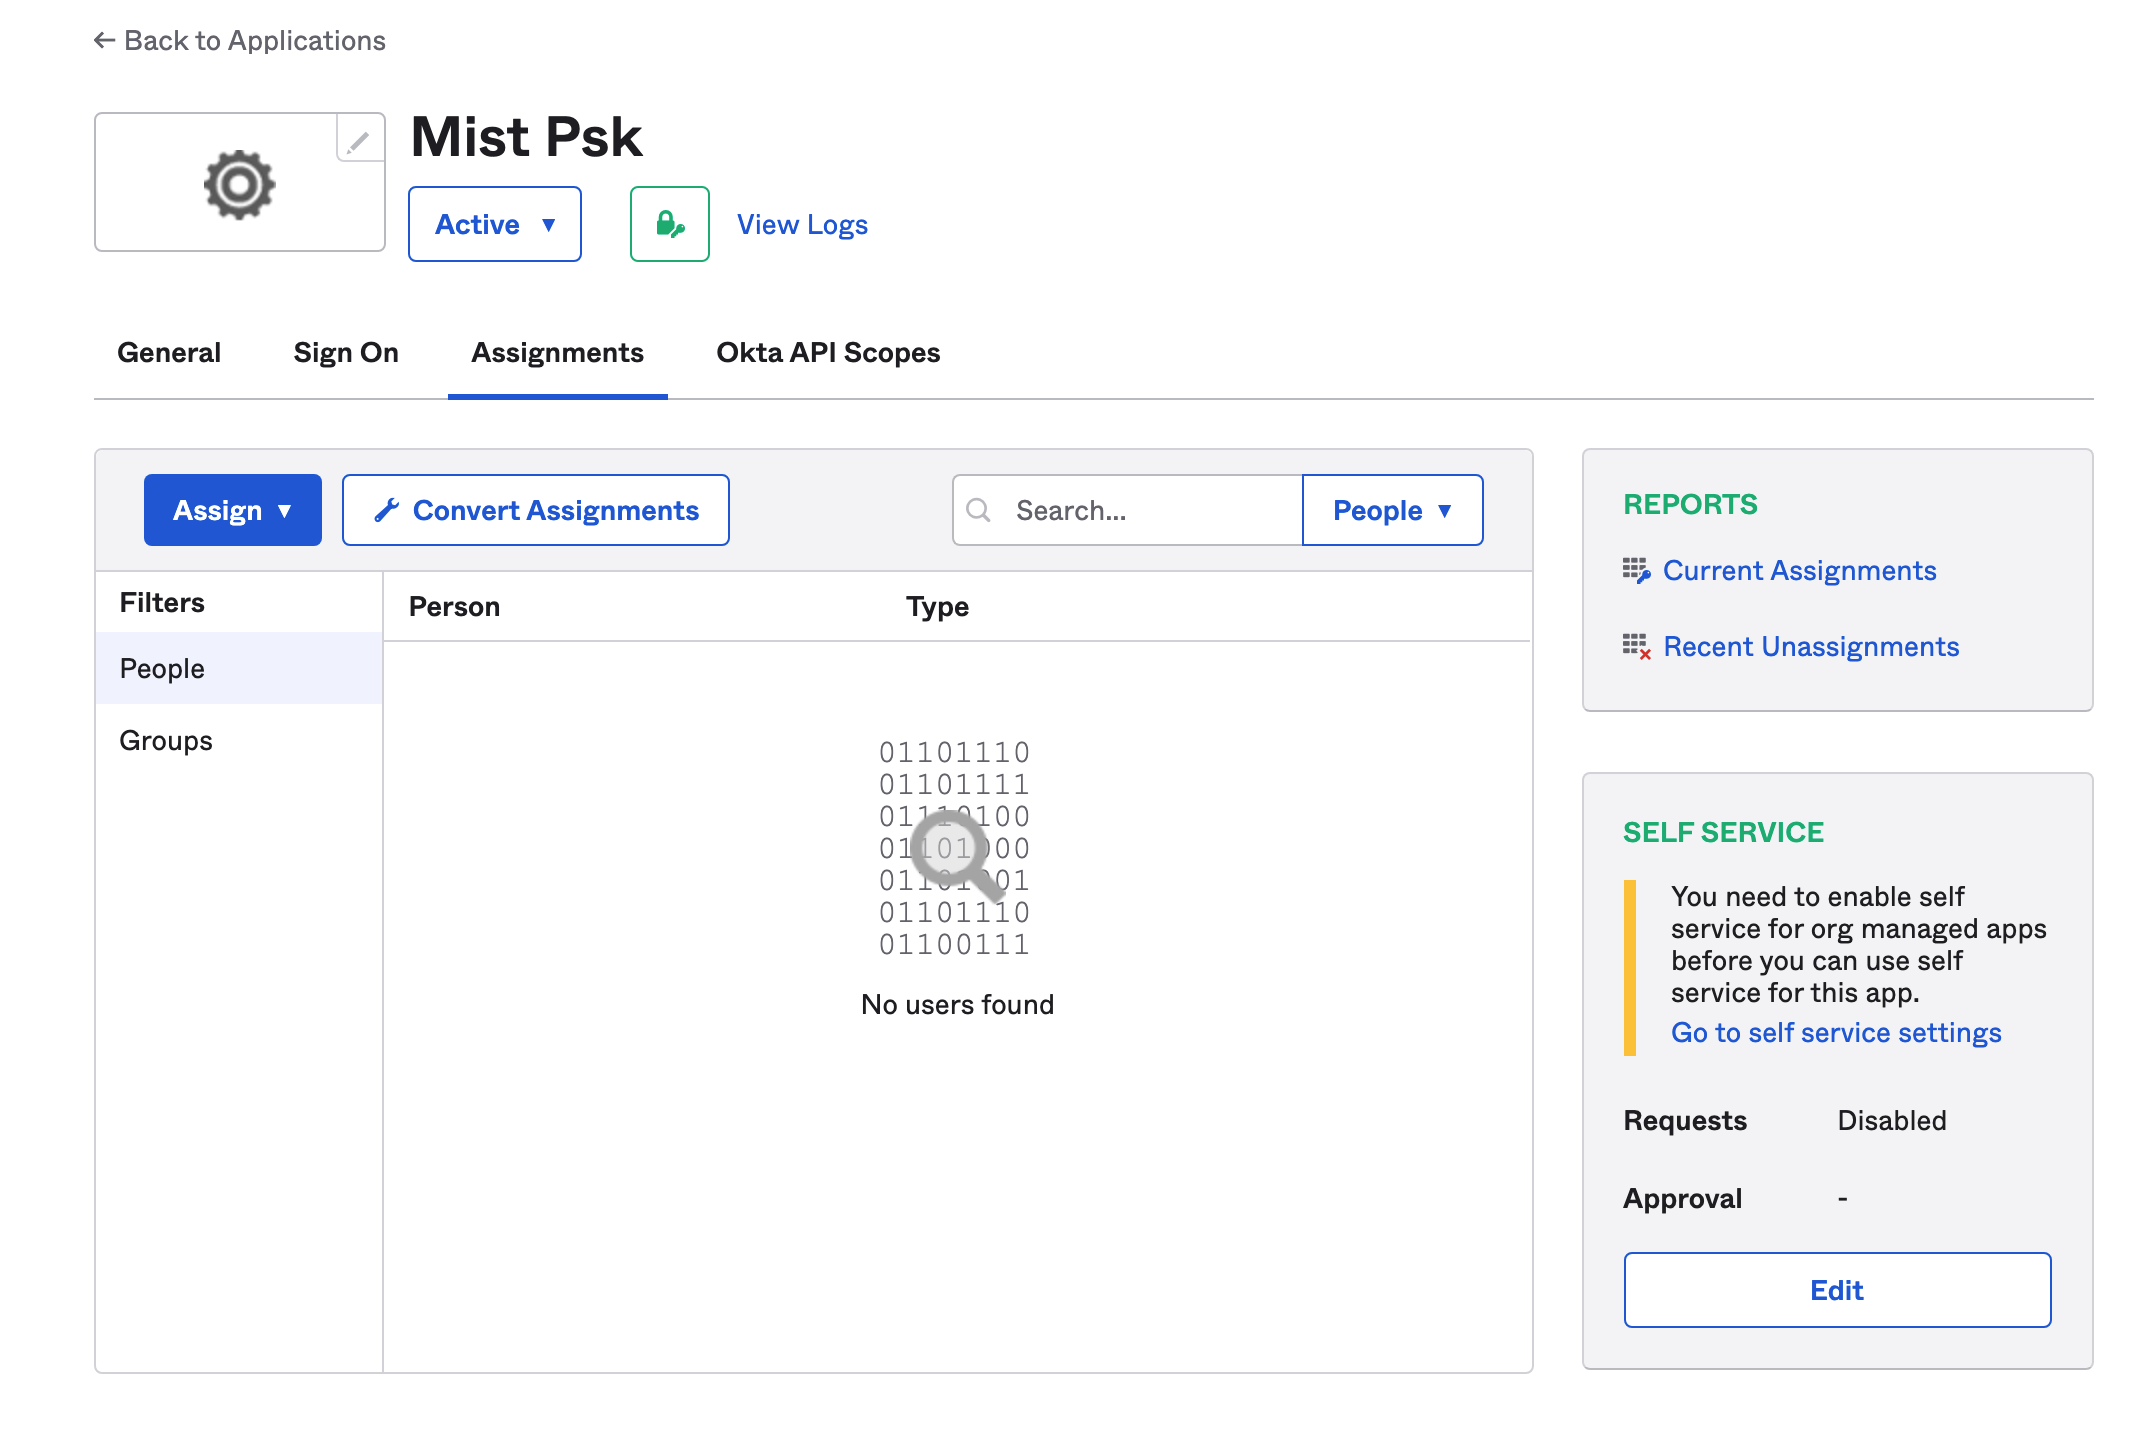 ← Back to Applications
Mist Psk
Active ▼
View Logs
General
Sign On
Assignments
Okta API Scopes
Assign ▼
Convert Assignments
Search...
People ▼
Filters
People
Groups
Person
Type
01101110
01101111
01110100
01101000
01101001
01101110
01100111
No users found
REPORTS
Current Assignments
Recent Unassignments
SELF SERVICE
You need to enable self
service for org managed apps
before you can use self
service for this app.
Go to self service settings
Requests Disabled
Approval -
Edit